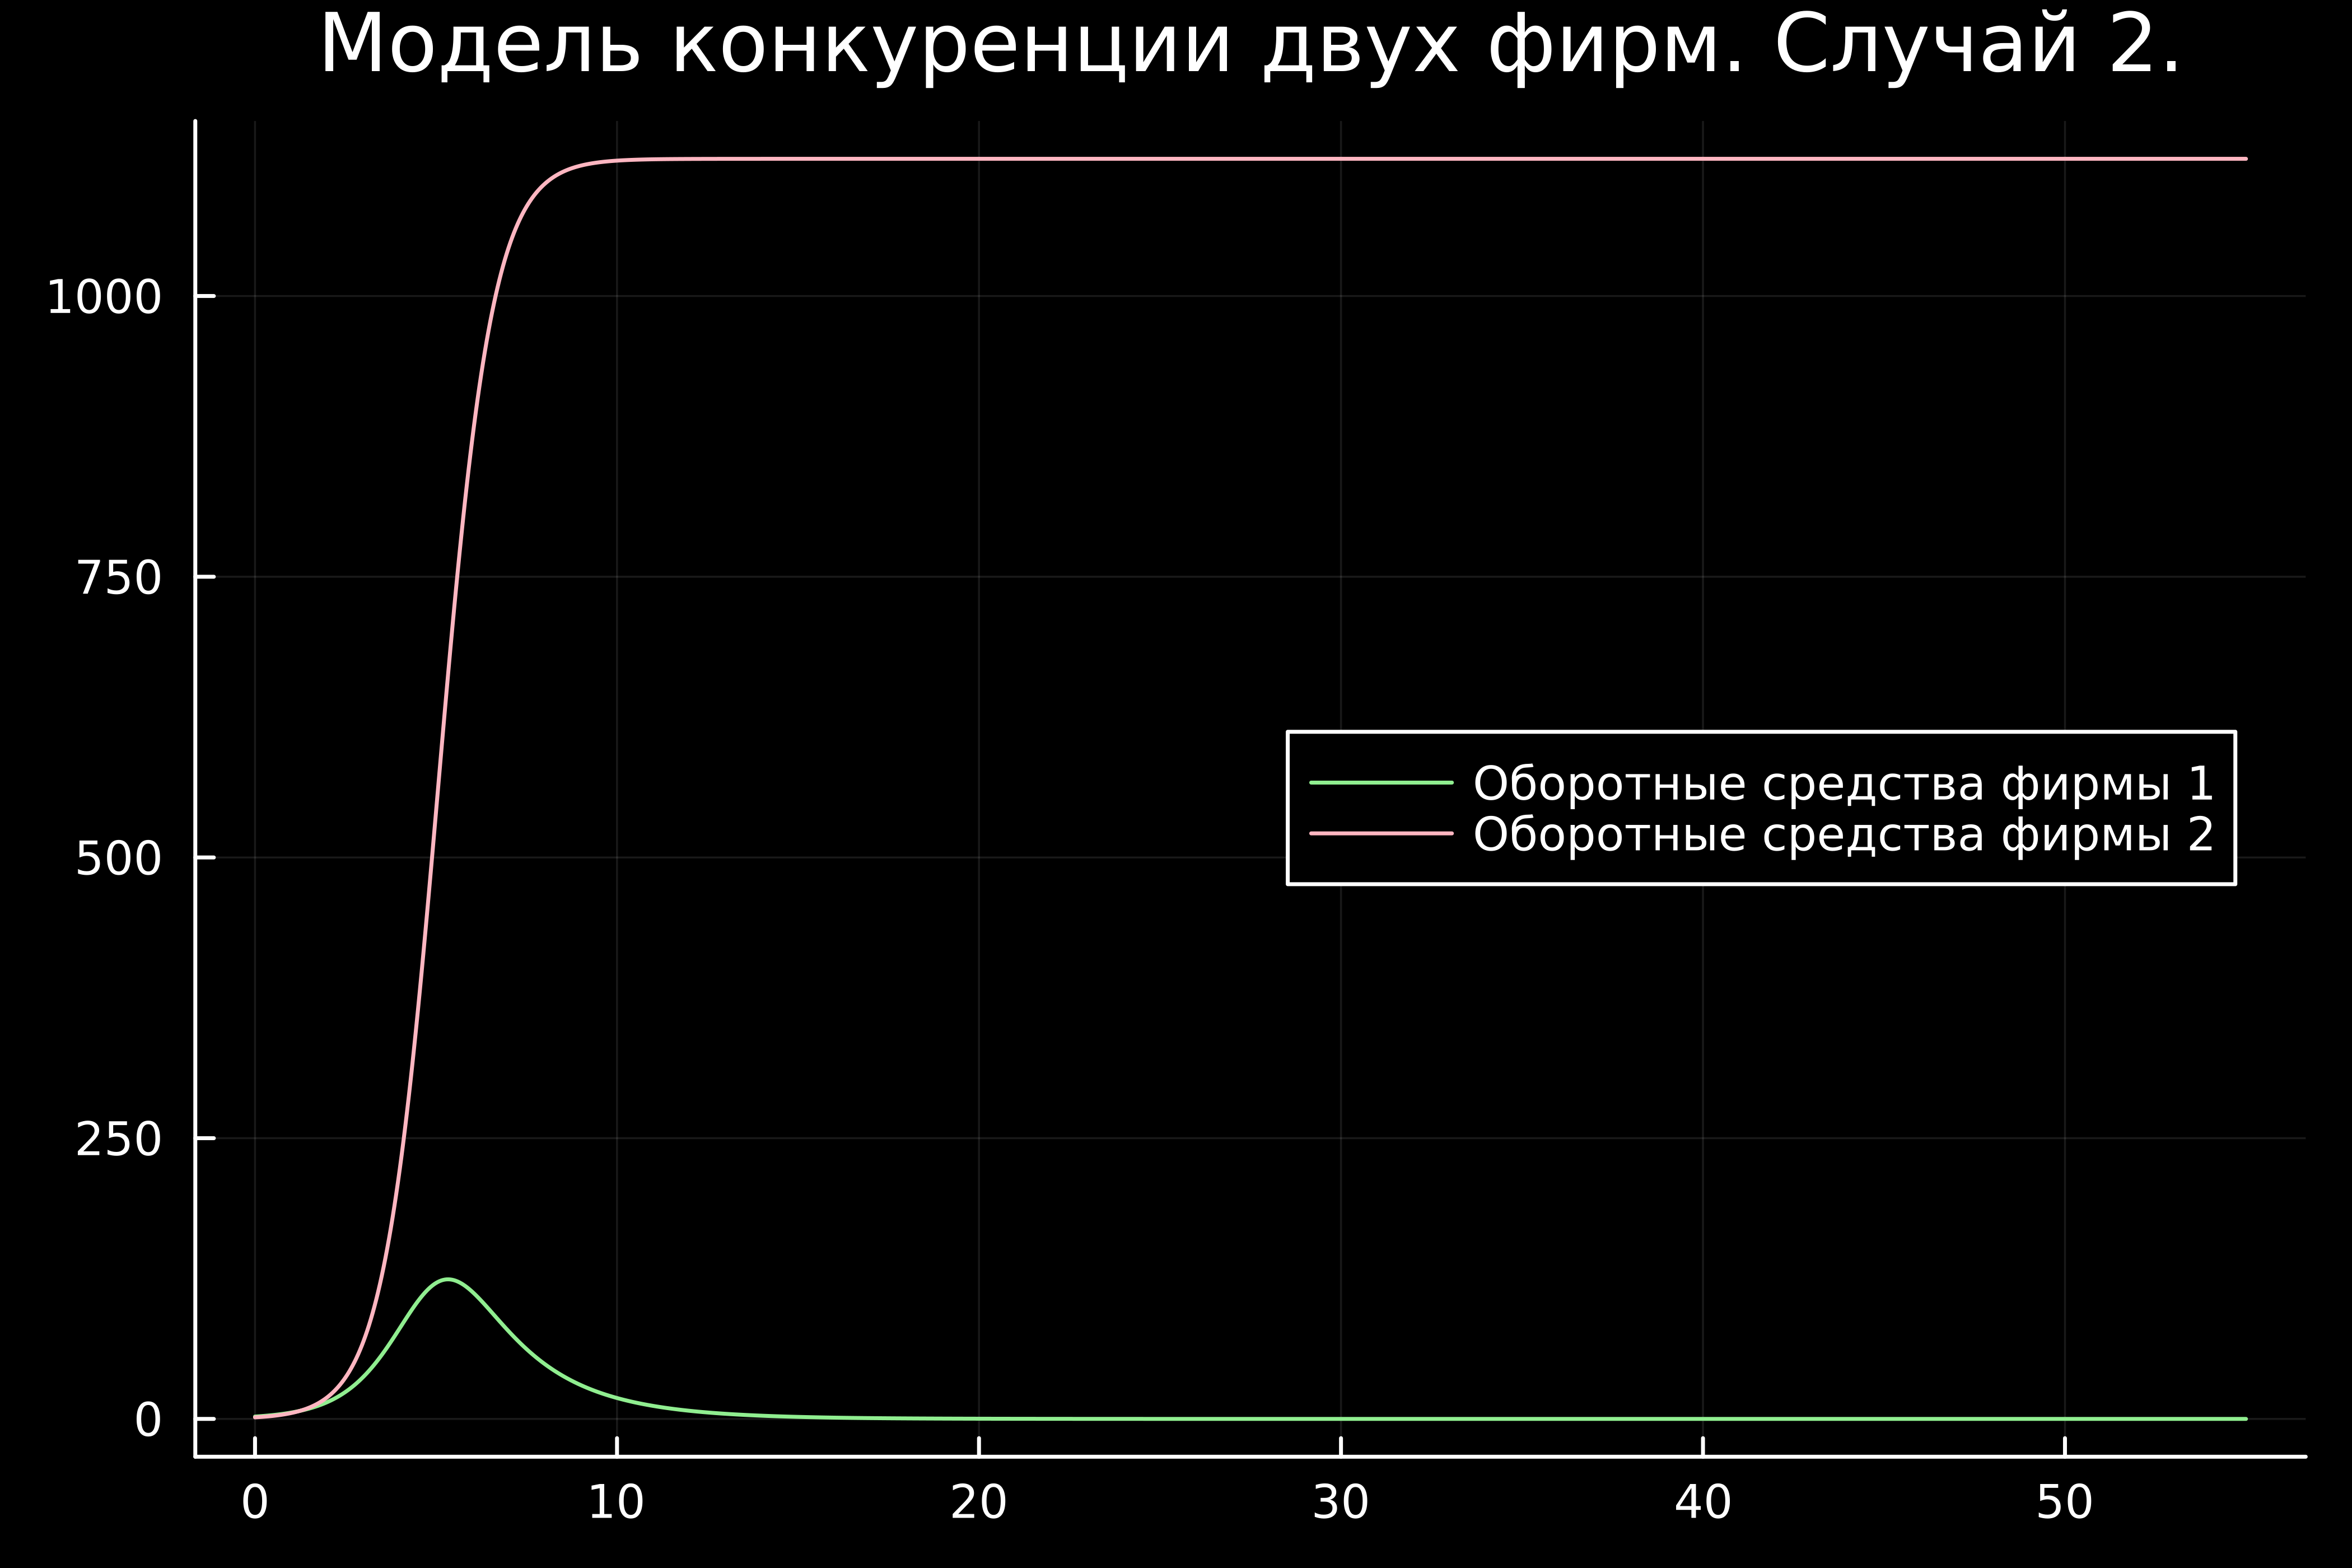 Модель конкуренции двух фирм. Случай 2.
1000
750
500
250
0
Оборотные средства фирмы 1
Оборотные средства фирмы 2
0 10 20 30 40 50